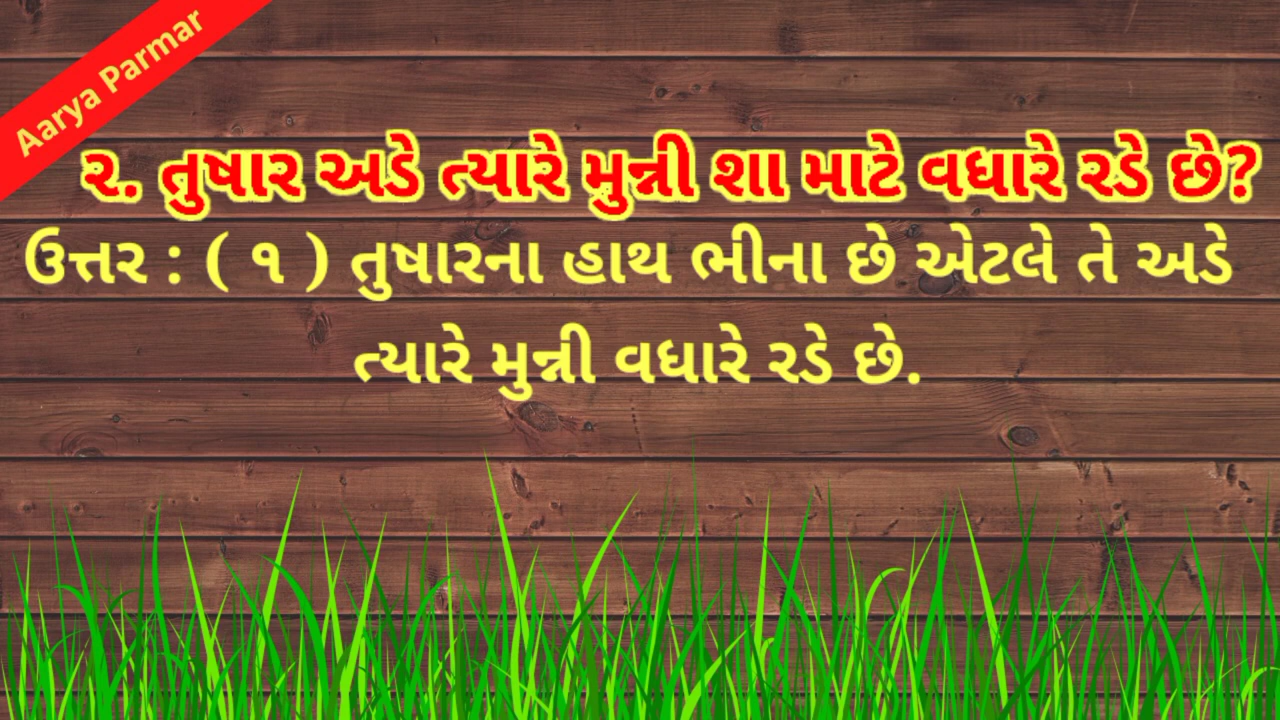 Aarya Parmar
૨. તુષાર અડે ત્યારે મુન્ની શા માટે વધારે રડે છે?
ઉત્તર : ( ૧ ) તુષારના હાથ ભીના છે એટલે તે અડે
ત્યારે મુન્ની વધારે રડે છે.